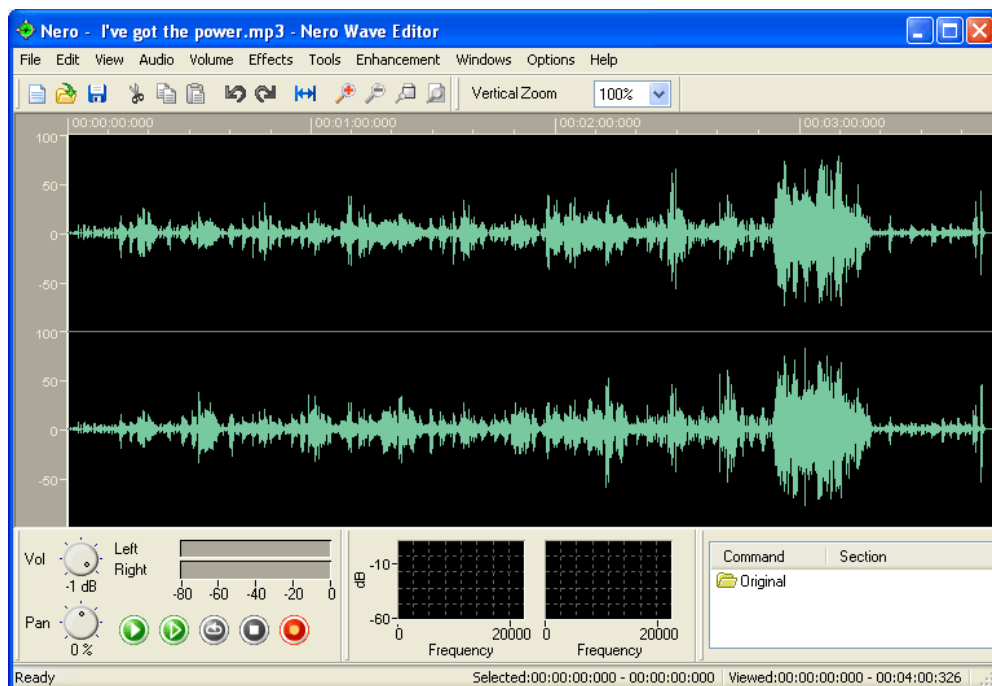 Nero - I've got the power.mp3 - Nero Wave Editor
File Edit View Audio Volume Effects Tools Enhancement Windows Options Help
Vertical Zoom 100%
00:00:00:000 00:01:00:000 00:02:00:000 00:03:00:000
100
50
0
-50
100
50
0
-50
Vol Left
Right
-1 dB
-80 -60 -40 -20 0
Pan
0 %
dB
-10
-60
0 20000 0 20000
Frequency Frequency
Command Section
Original
Ready Selected:00:00:00:000 - 00:00:00:000 Viewed:00:00:00:000 - 00:04:00:326